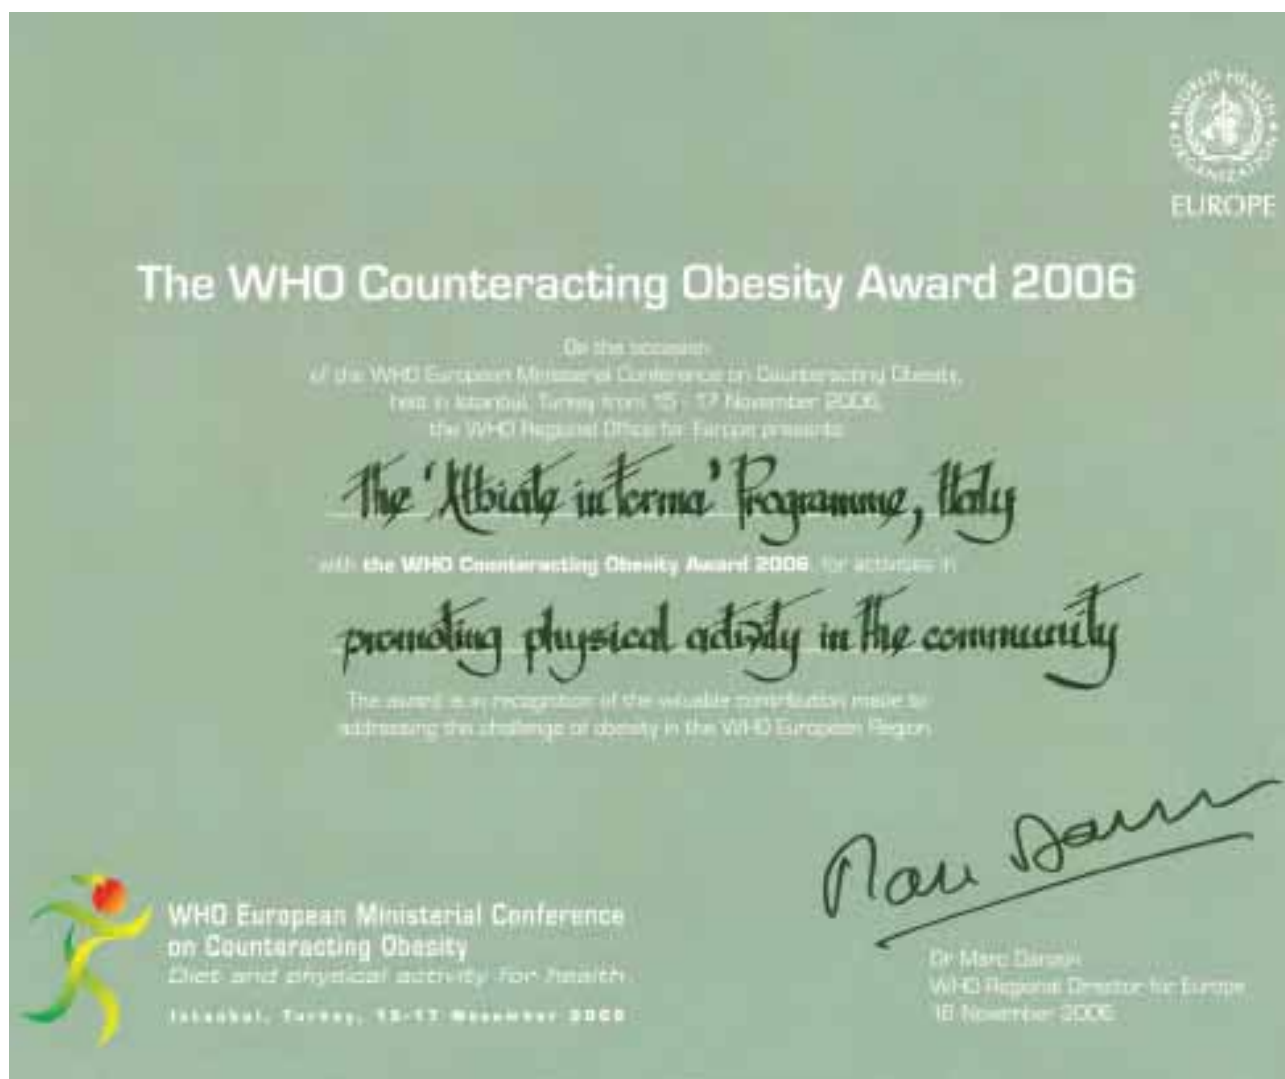 WORLD HEALTH ORGANIZATION
EUROPE
The WHO Counteracting Obesity Award 2006
On the occasion
of the WHO European Ministerial Conference on Counteracting Obesity,
held in Istanbul, Turkey from 15 - 17 November 2006,
the WHO Regional Office for Europe presents
The 'Albiate in forma' Programme, Italy
with the WHO Counteracting Obesity Award 2006, for activities in
promoting physical activity in the community
The award is in recognition of the valuable contribution made to
addressing the challenge of obesity in the WHO European Region
Marc Danzon
WHO European Ministerial Conference
on Counteracting Obesity
Diet and physical activity for health
Istanbul, Turkey, 15-17 November 2006
Dr Marc Danzon
WHO Regional Director for Europe
16 November 2006